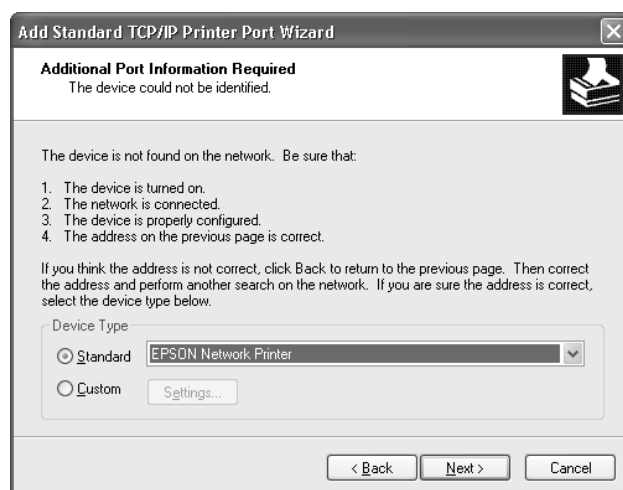 Add Standard TCP/IP Printer Port Wizard
Additional Port Information Required
The device could not be identified.
The device is not found on the network. Be sure that:
1. The device is turned on.
2. The network is connected.
3. The device is properly configured.
4. The address on the previous page is correct.
If you think the address is not correct, click Back to return to the previous page. Then correct
the address and perform another search on the network. If you are sure the address is correct,
select the device type below.
Device Type
Standard EPSON Network Printer
Custom Settings...
< Back Next > Cancel